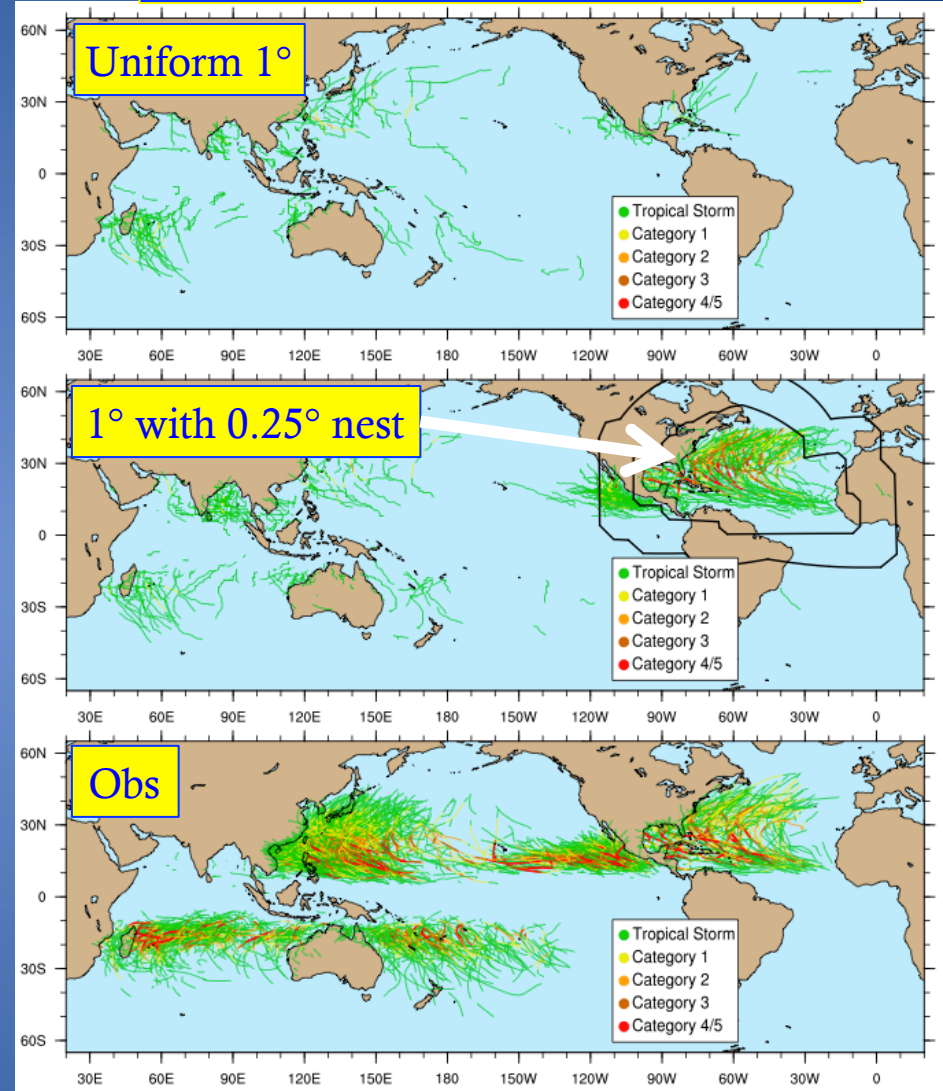 Uniform 1°
60N
30N
0
30S
60S
Tropical Storm
Category 1
Category 2
Category 3
Category 4/5
30E 60E 90E 120E 150E 180 150W 120W 90W 60W 30W 0
1° with 0.25° nest
60N
30N
0
30S
60S
Tropical Storm
Category 1
Category 2
Category 3
Category 4/5
30E 60E 90E 120E 150E 180 150W 120W 90W 60W 30W 0
Obs
60N
30N
0
30S
60S
Tropical Storm
Category 1
Category 2
Category 3
Category 4/5
30E 60E 90E 120E 150E 180 150W 120W 90W 60W 30W 0